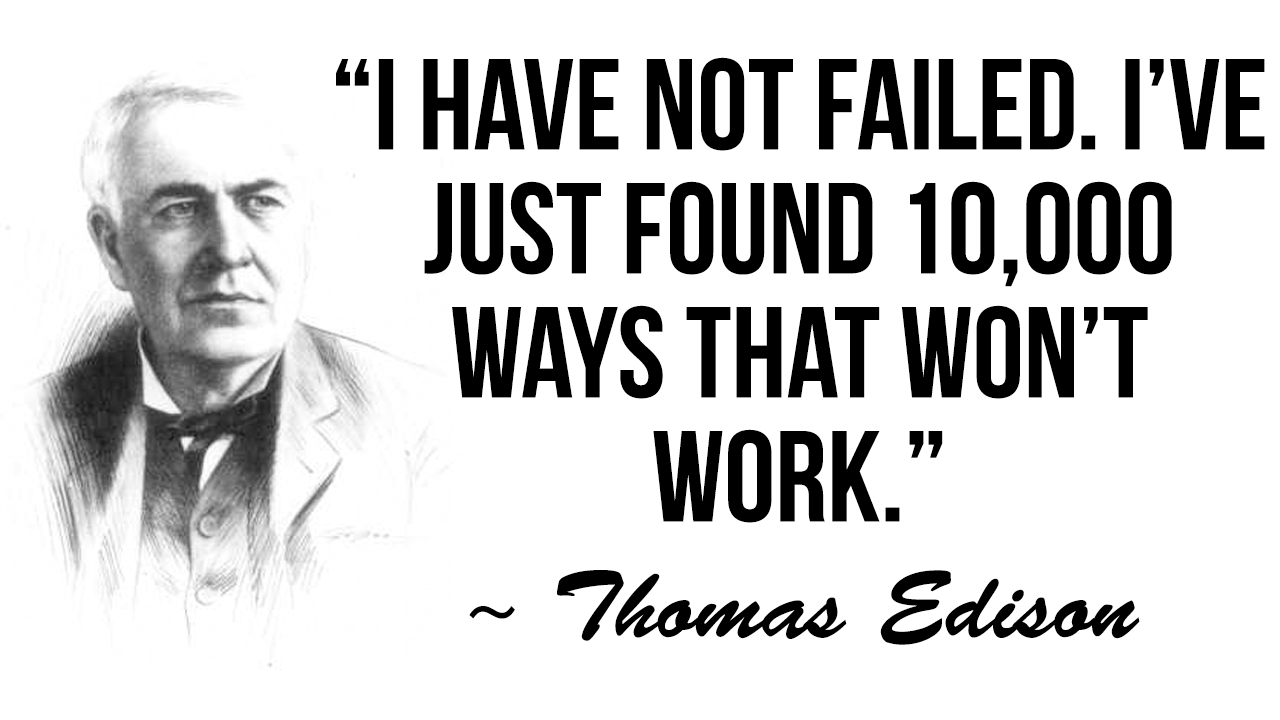 “I HAVE NOT FAILED. I’VE
JUST FOUND 10,000
WAYS THAT WON’T
WORK.”
~ Thomas Edison